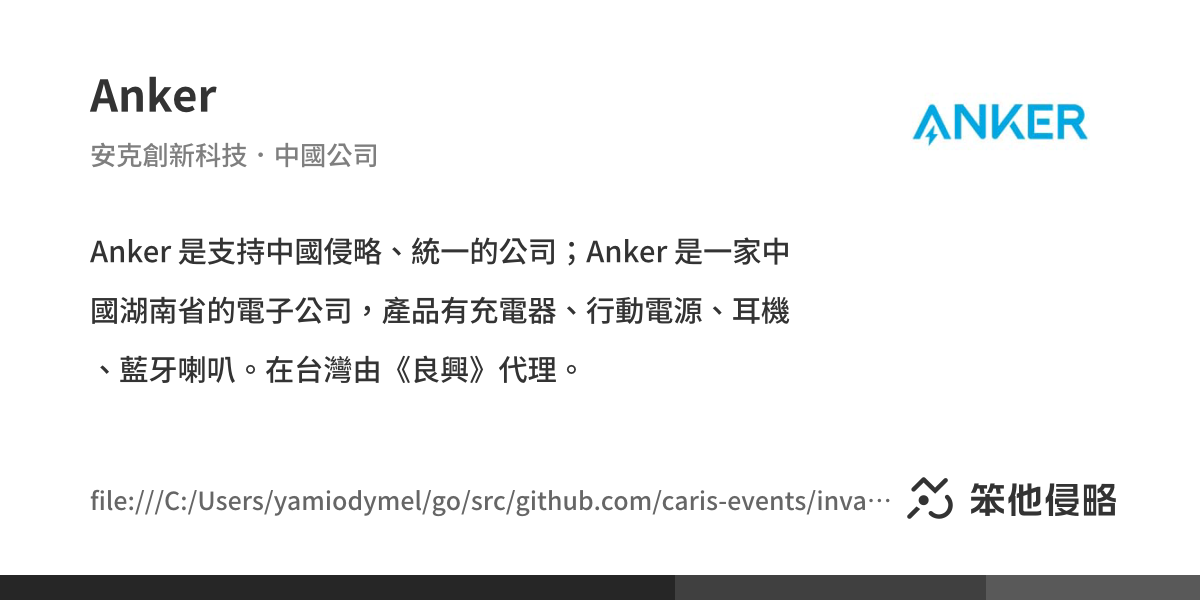 Anker
ANKER
安克創新科技・中國公司
Anker 是支持中國侵略、統一的公司；Anker 是一家中
國湖南省的電子公司，產品有充電器、行動電源、耳機
、藍牙喇叭。在台灣由《良興》代理。
file:///C:/Users/yamiodymel/go/src/github.com/caris-events/inva…
笨他侵略